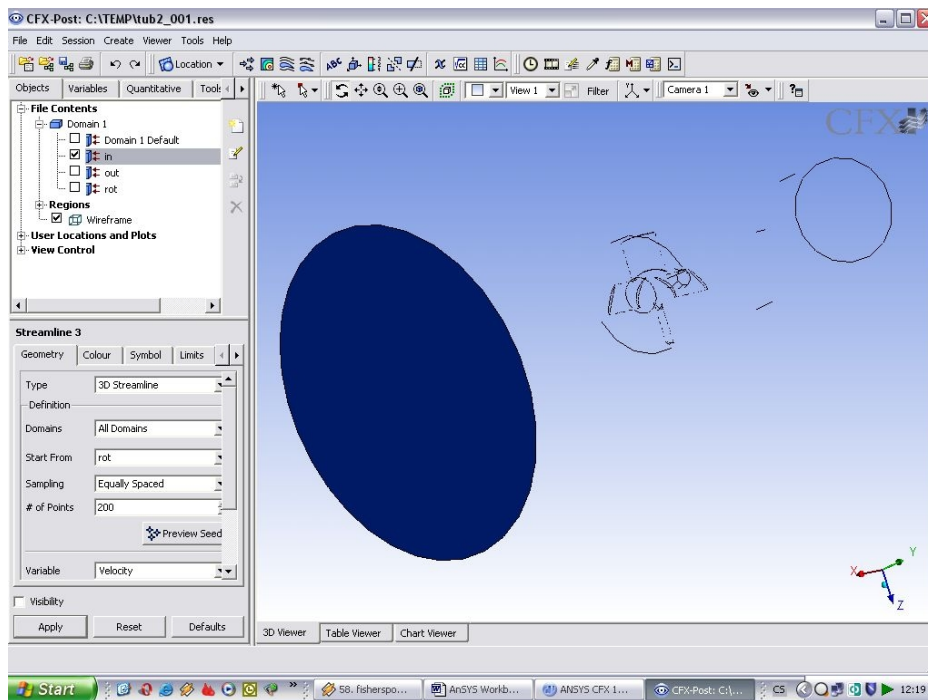 CFX-Post: C:\TEMP\tub2_001.res
File Edit Session Create Viewer Tools Help
Location
Objects Variables Quantitative Tools
View 1 Filter Camera 1
File Contents
Domain 1
Domain 1 Default
in
out
rot
Regions
Wireframe
User Locations and Plots
View Control
CFX
Streamline 3
Geometry Colour Symbol Limits
Type 3D Streamline
Definition
Domains All Domains
Start From rot
Sampling Equally Spaced
# of Points 200
Preview Seed
Variable Velocity
Visibility
Apply Reset Defaults
X Y Z
3D Viewer Table Viewer Chart Viewer
Start 58. fisherspo... AnSYS Workb... ANSYS CFX 1... CFX-Post: C:\... CS 12:19